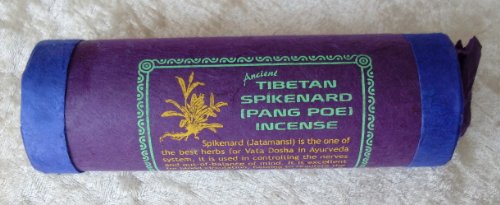 Ancient
TIBETAN
SPIKENARD
(PANG POE)
INCENSE
Spikenard (Jatamansi) is the one of
the best herbs for Vata Dosha in Ayurveda
system, it is used in controlling the nerves
and out-of-balance of mind. It is excellent